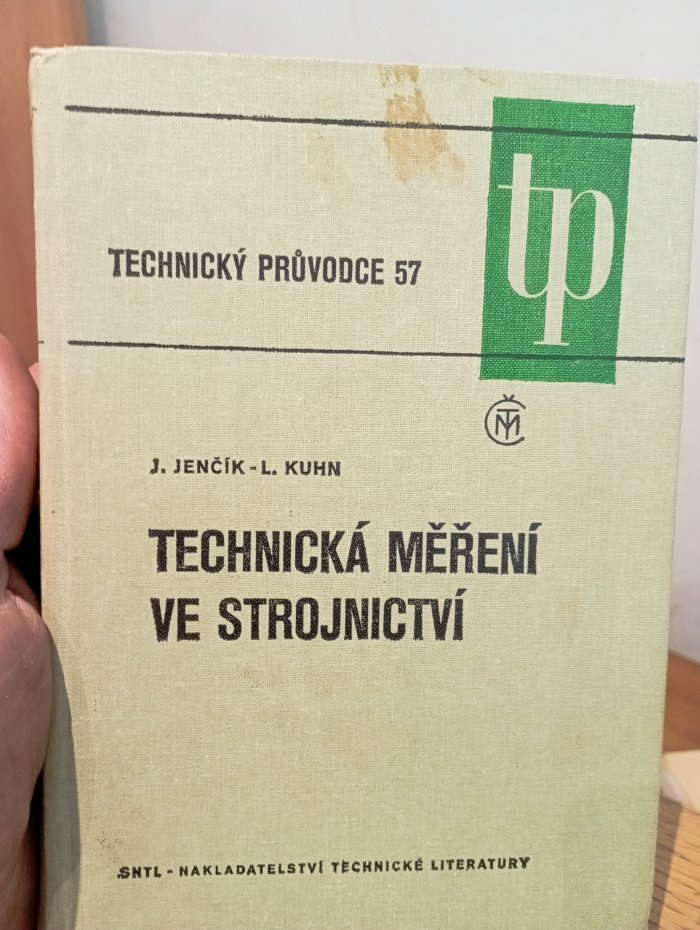 tp
TECHNICKÝ PRŮVODCE 57
J. JENČÍK - L. KUHN
TECHNICKÁ MĚŘENÍ
VE STROJNICTVÍ
SNTL - NAKLADATELSTVÍ TECHNICKÉ LITERATURY